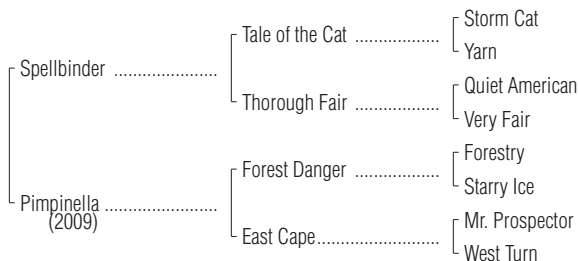 Storm Cat
Tale of the Cat ..................
Yarn
Spellbinder ......................
Quiet American
Thorough Fair ..................
Very Fair
Forestry
Forest Danger ..................
Starry Ice
Pimpinella ........................
(2009)
Mr. Prospector
East Cape..........................
West Turn